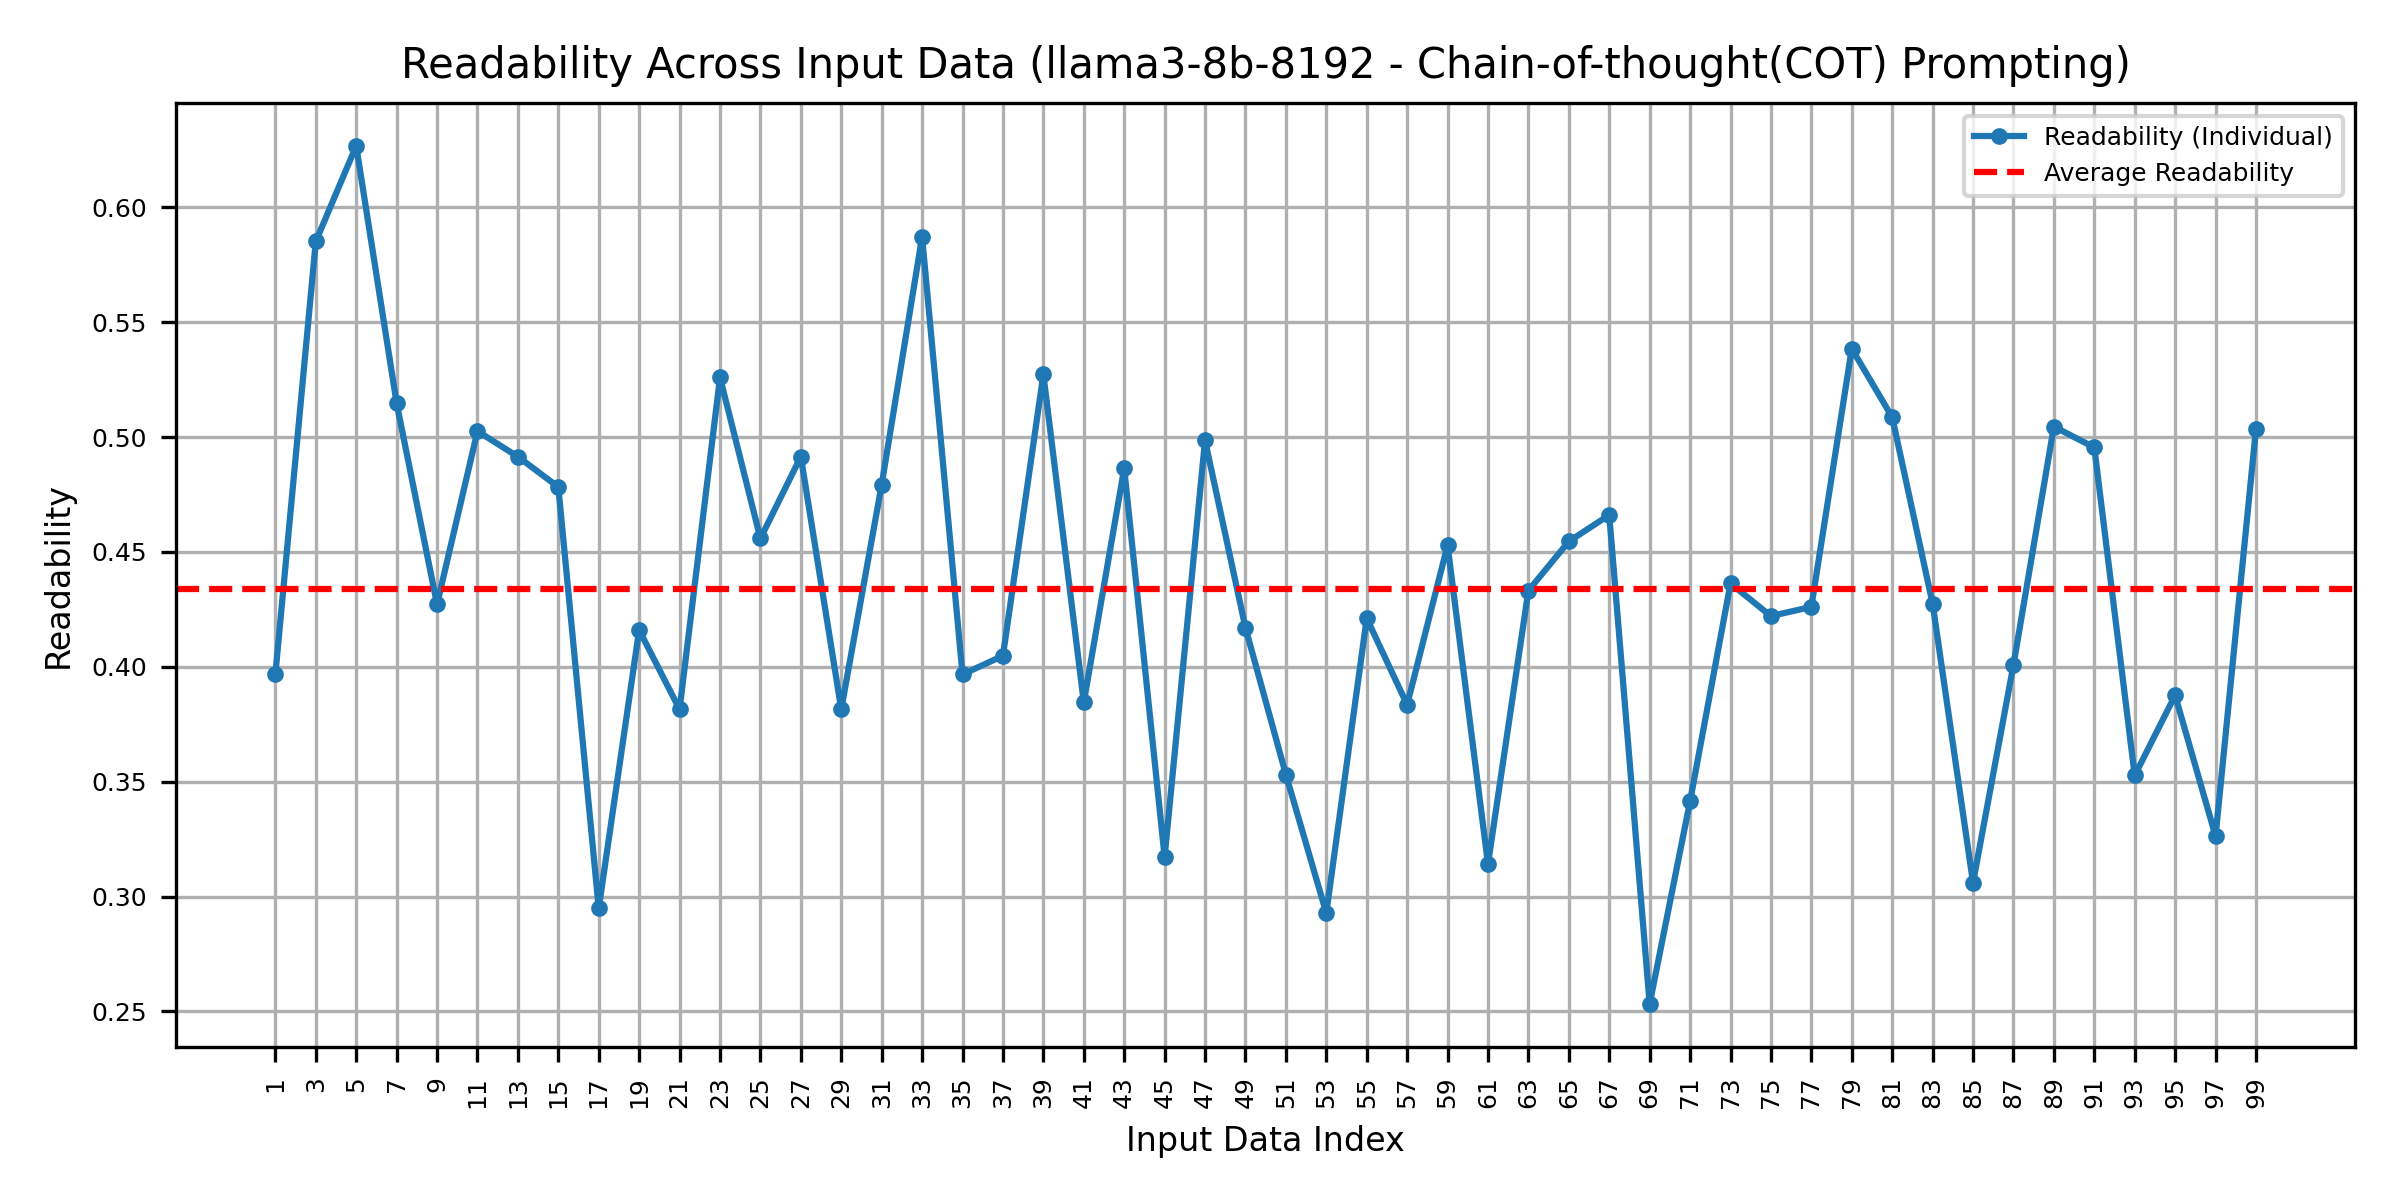 Readability Across Input Data (llama3-8b-8192 - Chain-of-thought(COT) Prompting)
Readability (Individual)
Average Readability
Readability
0.60
0.55
0.50
0.45
0.40
0.35
0.30
0.25
1 3 5 7 9 11 13 15 17 19 21 23 25 27 29 31 33 35 37 39 41 43 45 47 49 51 53 55 57 59 61 63 65 67 69 71 73 75 77 79 81 83 85 87 89 91 93 95 97 99
Input Data Index